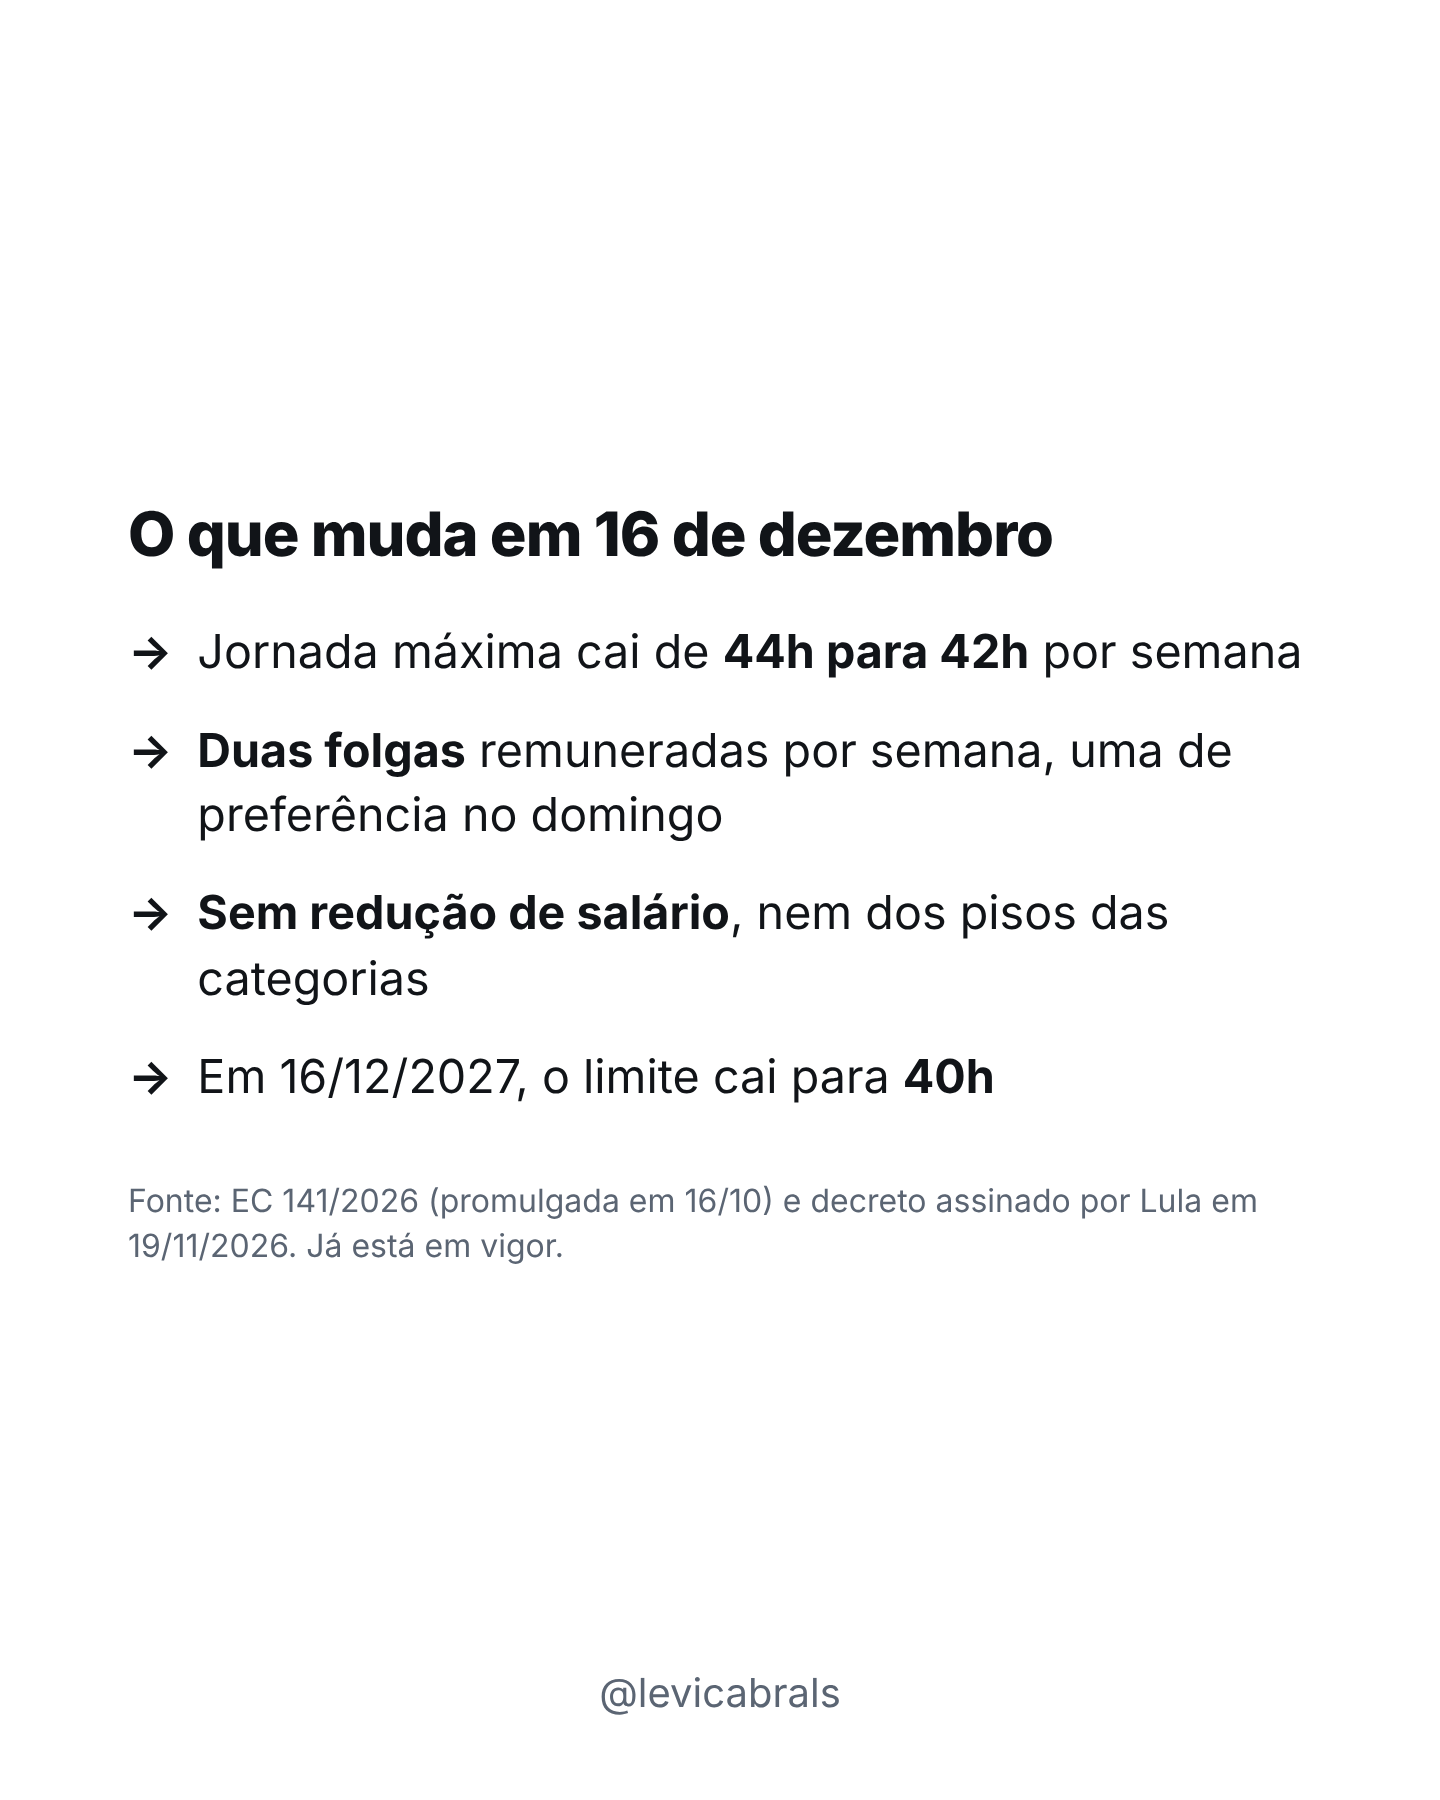 O que muda em 16 de dezembro
→ Jornada máxima cai de 44h para 42h por semana
→ Duas folgas remuneradas por semana, uma de
preferência no domingo
→ Sem redução de salário, nem dos pisos das
categorias
→ Em 16/12/2027, o limite cai para 40h
Fonte: EC 141/2026 (promulgada em 16/10) e decreto assinado por Lula em
19/11/2026. Já está em vigor.
@levicabrals